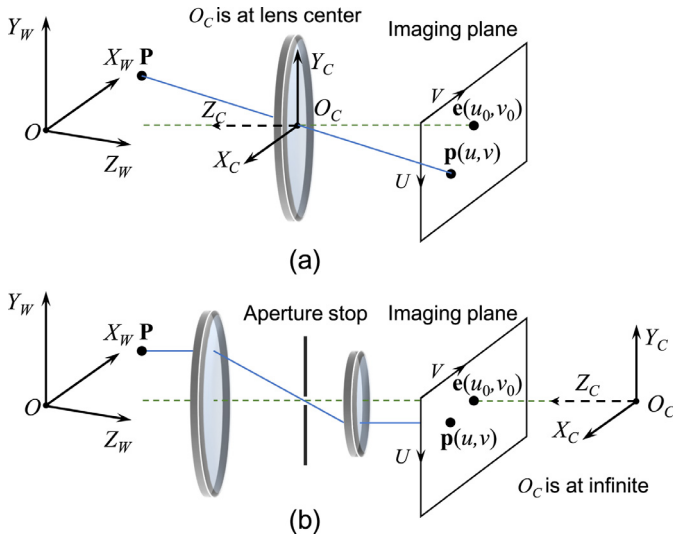 O_C is at lens center
Imaging plane
Y_W
X_W P
Y_C
Z_C
O_C
X_C
O
Z_W
V
e(u_0,v_0)
p(u,v)
U
(a)
Aperture stop
Imaging plane
Y_W
X_W P
Y_C
V
e(u_0,v_0)
Z_C
O_C
O
Z_W
p(u,v)
X_C
U
O_C is at infinite
(b)